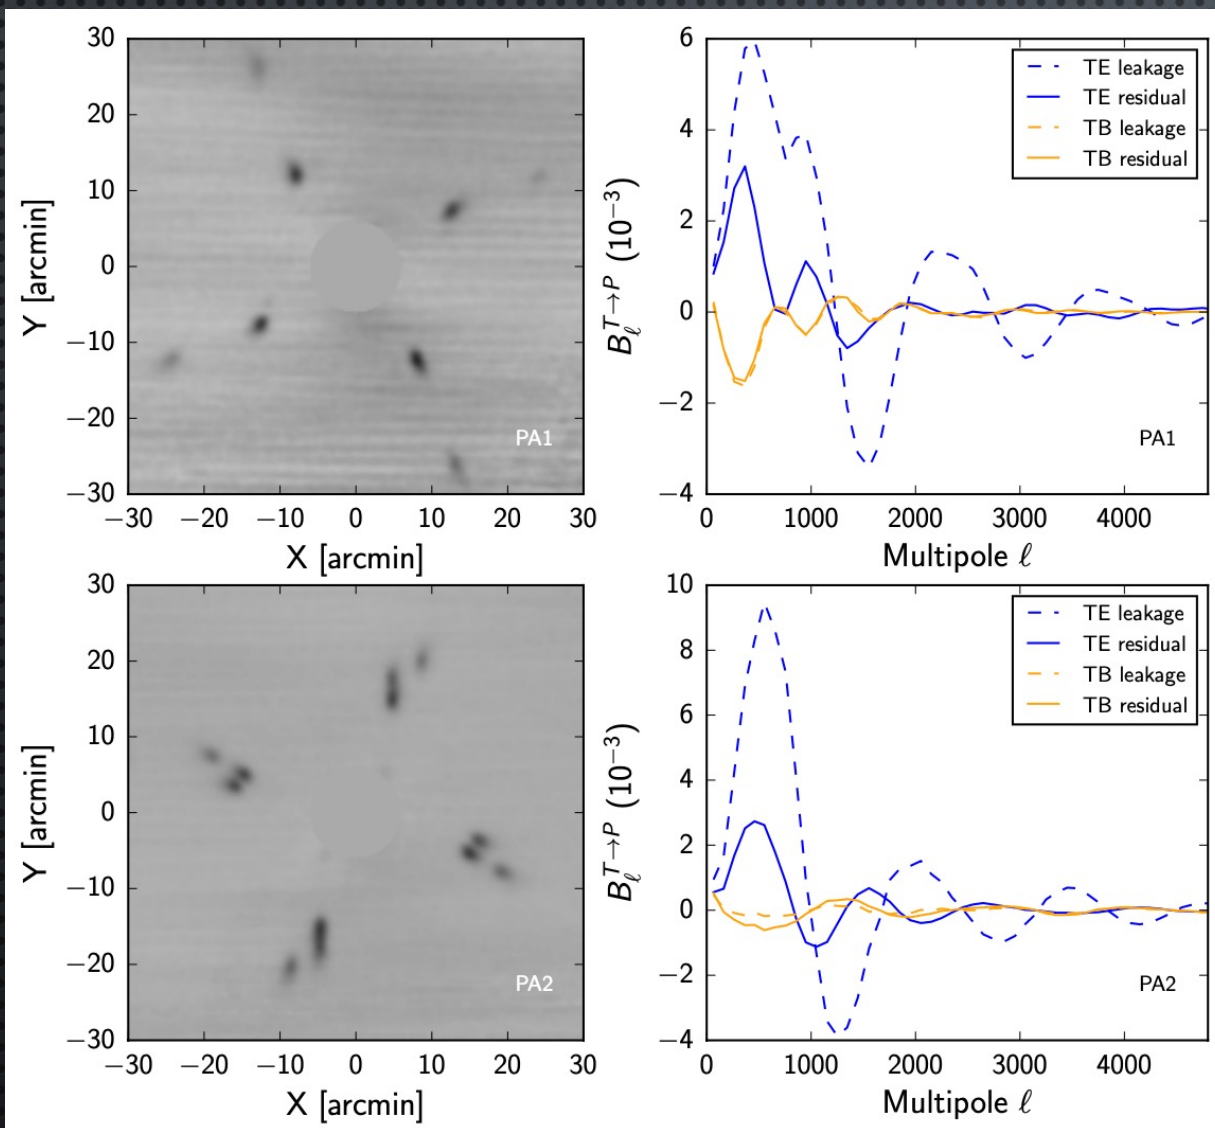 30
20
10
0
−10
−20
−30
Y [arcmin]
PA1
−30 −20 −10 0 10 20 30
X [arcmin]
6
4
2
0
−2
−4
B_ℓ^{T→P} (10^{−3})
TE leakage
TE residual
TB leakage
TB residual
PA1
0 1000 2000 3000 4000
Multipole ℓ
30
20
10
0
−10
−20
−30
Y [arcmin]
PA2
−30 −20 −10 0 10 20 30
X [arcmin]
10
8
6
4
2
0
−2
−4
B_ℓ^{T→P} (10^{−3})
TE leakage
TE residual
TB leakage
TB residual
PA2
0 1000 2000 3000 4000
Multipole ℓ